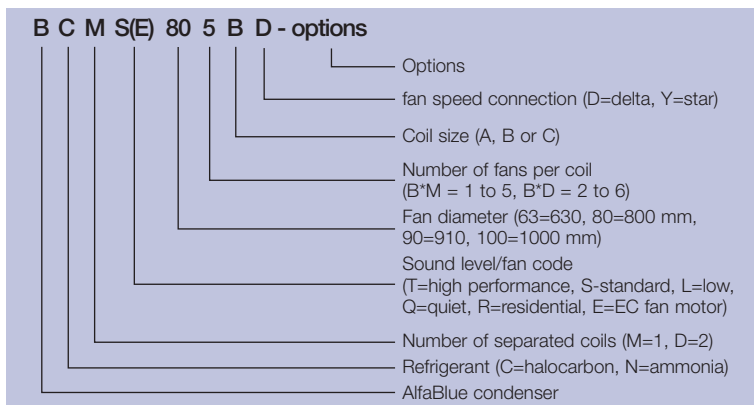 B C M S(E) 80 5 B D - options
Options
fan speed connection (D=delta, Y=star)
Coil size (A, B or C)
Number of fans per coil
(B*M = 1 to 5, B*D = 2 to 6)
Fan diameter (63=630, 80=800 mm,
90=910, 100=1000 mm)
Sound level/fan code
(T=high performance, S-standard, L=low,
Q=quiet, R=residential, E=EC fan motor)
Number of separated coils (M=1, D=2)
Refrigerant (C=halocarbon, N=ammonia)
AlfaBlue condenser